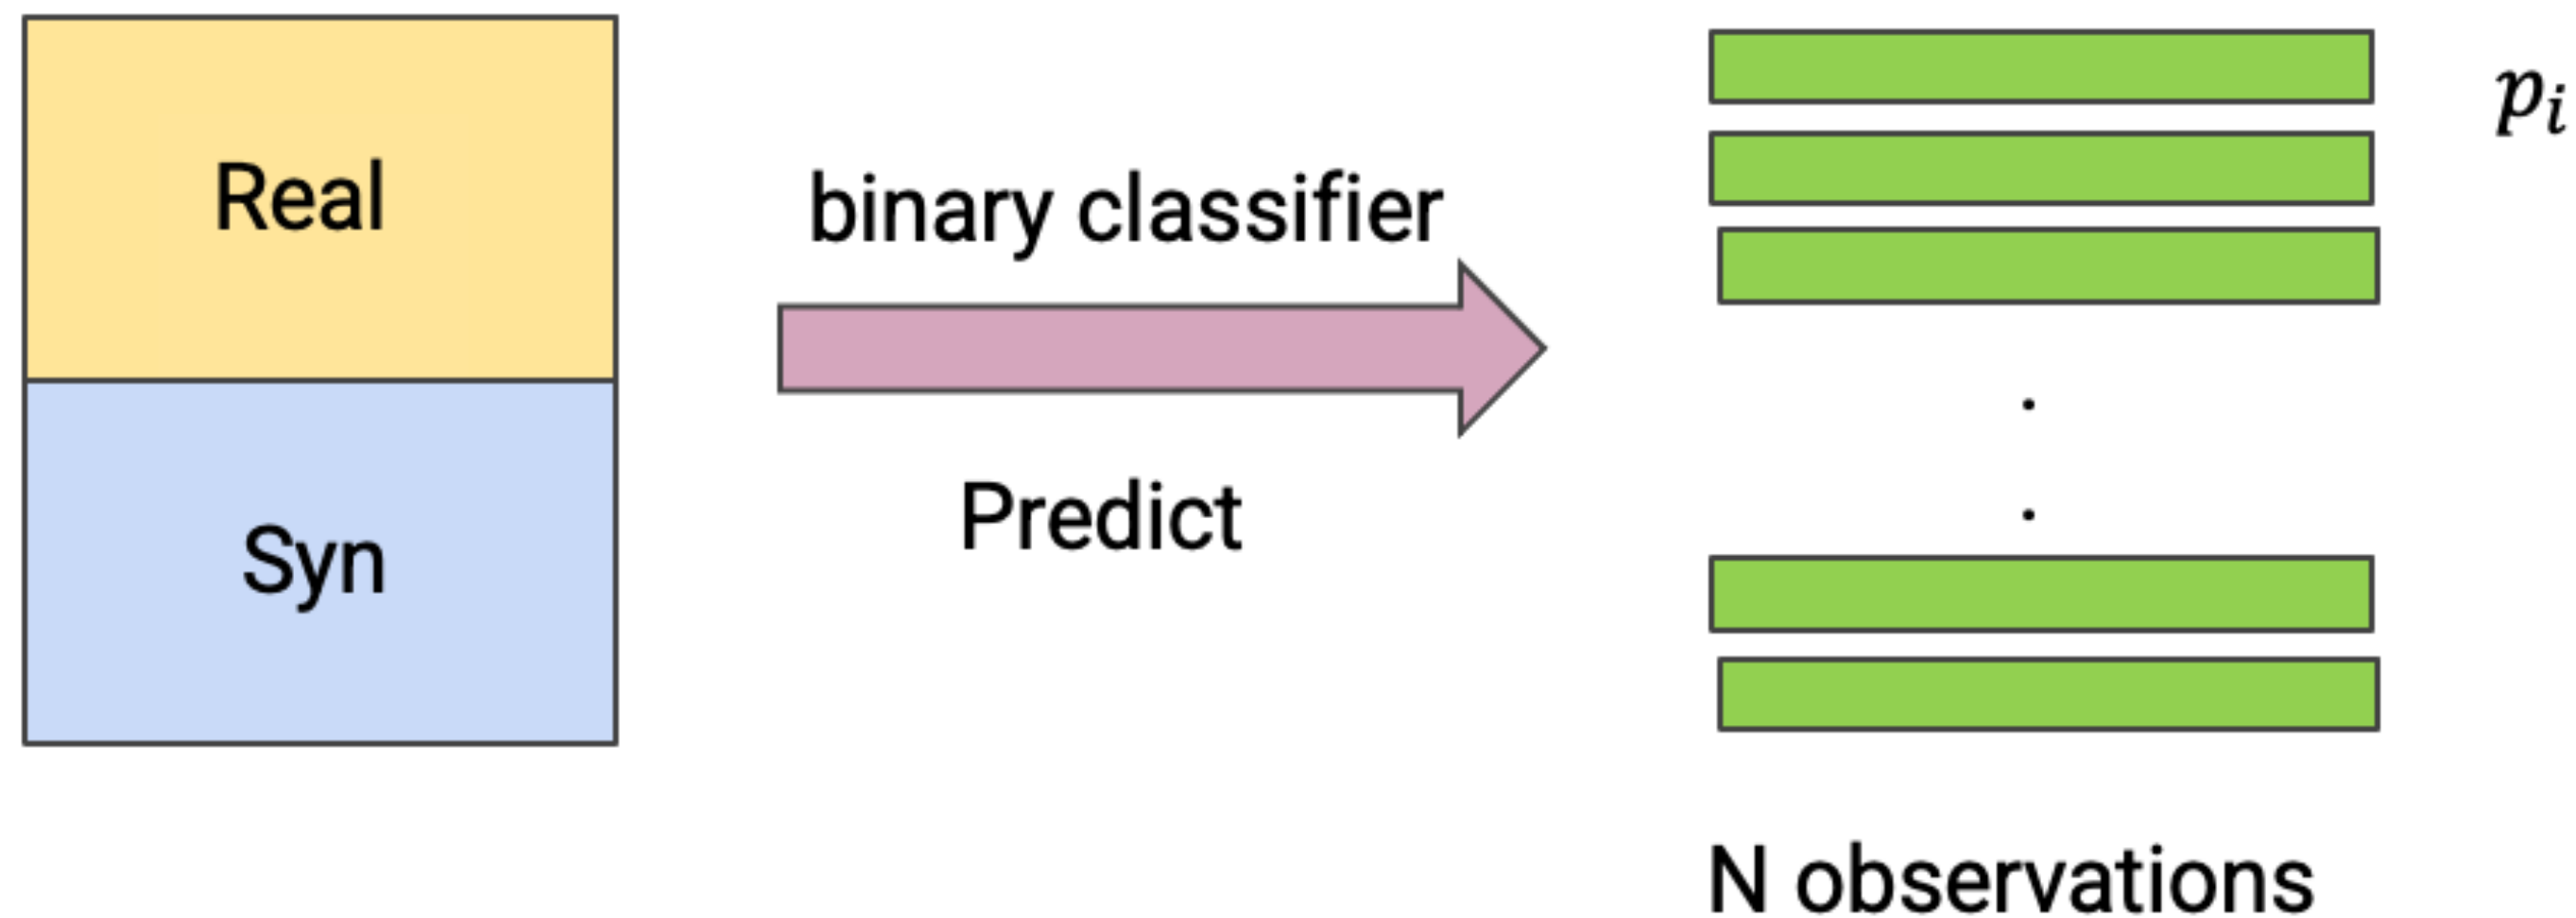 Real
Syn
binary classifier
Predict
p_i
N observations